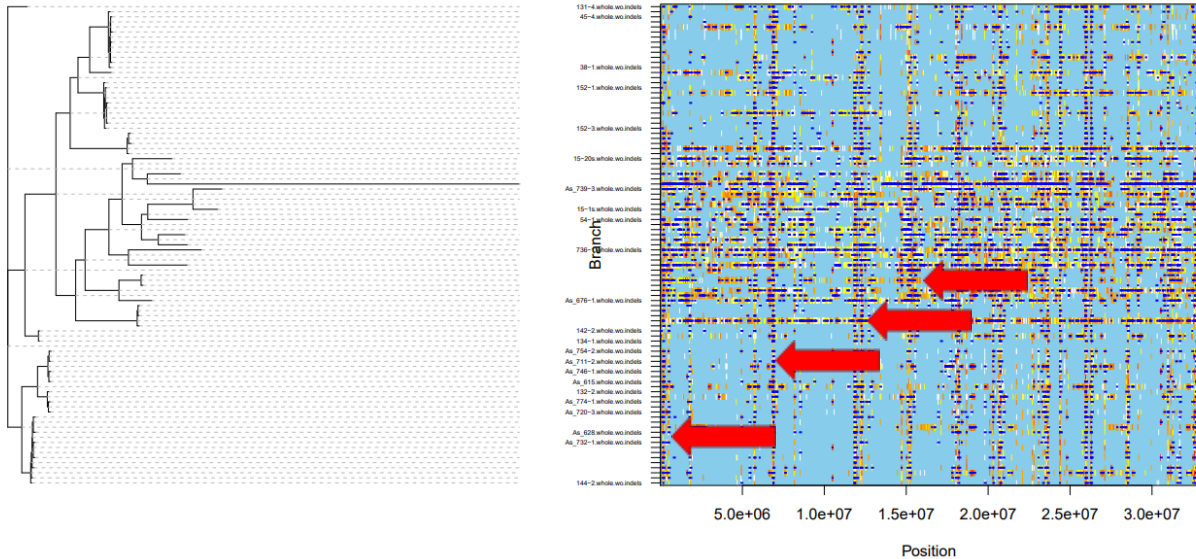 131-4.whole.wo.indels
45-4.whole.wo.indels
38-1.whole.wo.indels
152-1.whole.wo.indels
152-3.whole.wo.indels
15-20s.whole.wo.indels
As_739-3.whole.wo.indels
15-1s.whole.wo.indels
54-1.whole.wo.indels
Branch
736-1.whole.wo.indels
As_676-1.whole.wo.indels
142-2.whole.wo.indels
134-1.whole.wo.indels
As_754-2.whole.wo.indels
As_711-2.whole.wo.indels
As_746-1.whole.wo.indels
As_615.whole.wo.indels
132-2.whole.wo.indels
As_774-1.whole.wo.indels
As_720-3.whole.wo.indels
As_628.whole.wo.indels
As_732-1.whole.wo.indels
144-2.whole.wo.indels
5.0e+06 1.0e+07 1.5e+07 2.0e+07 2.5e+07 3.0e+07
Position